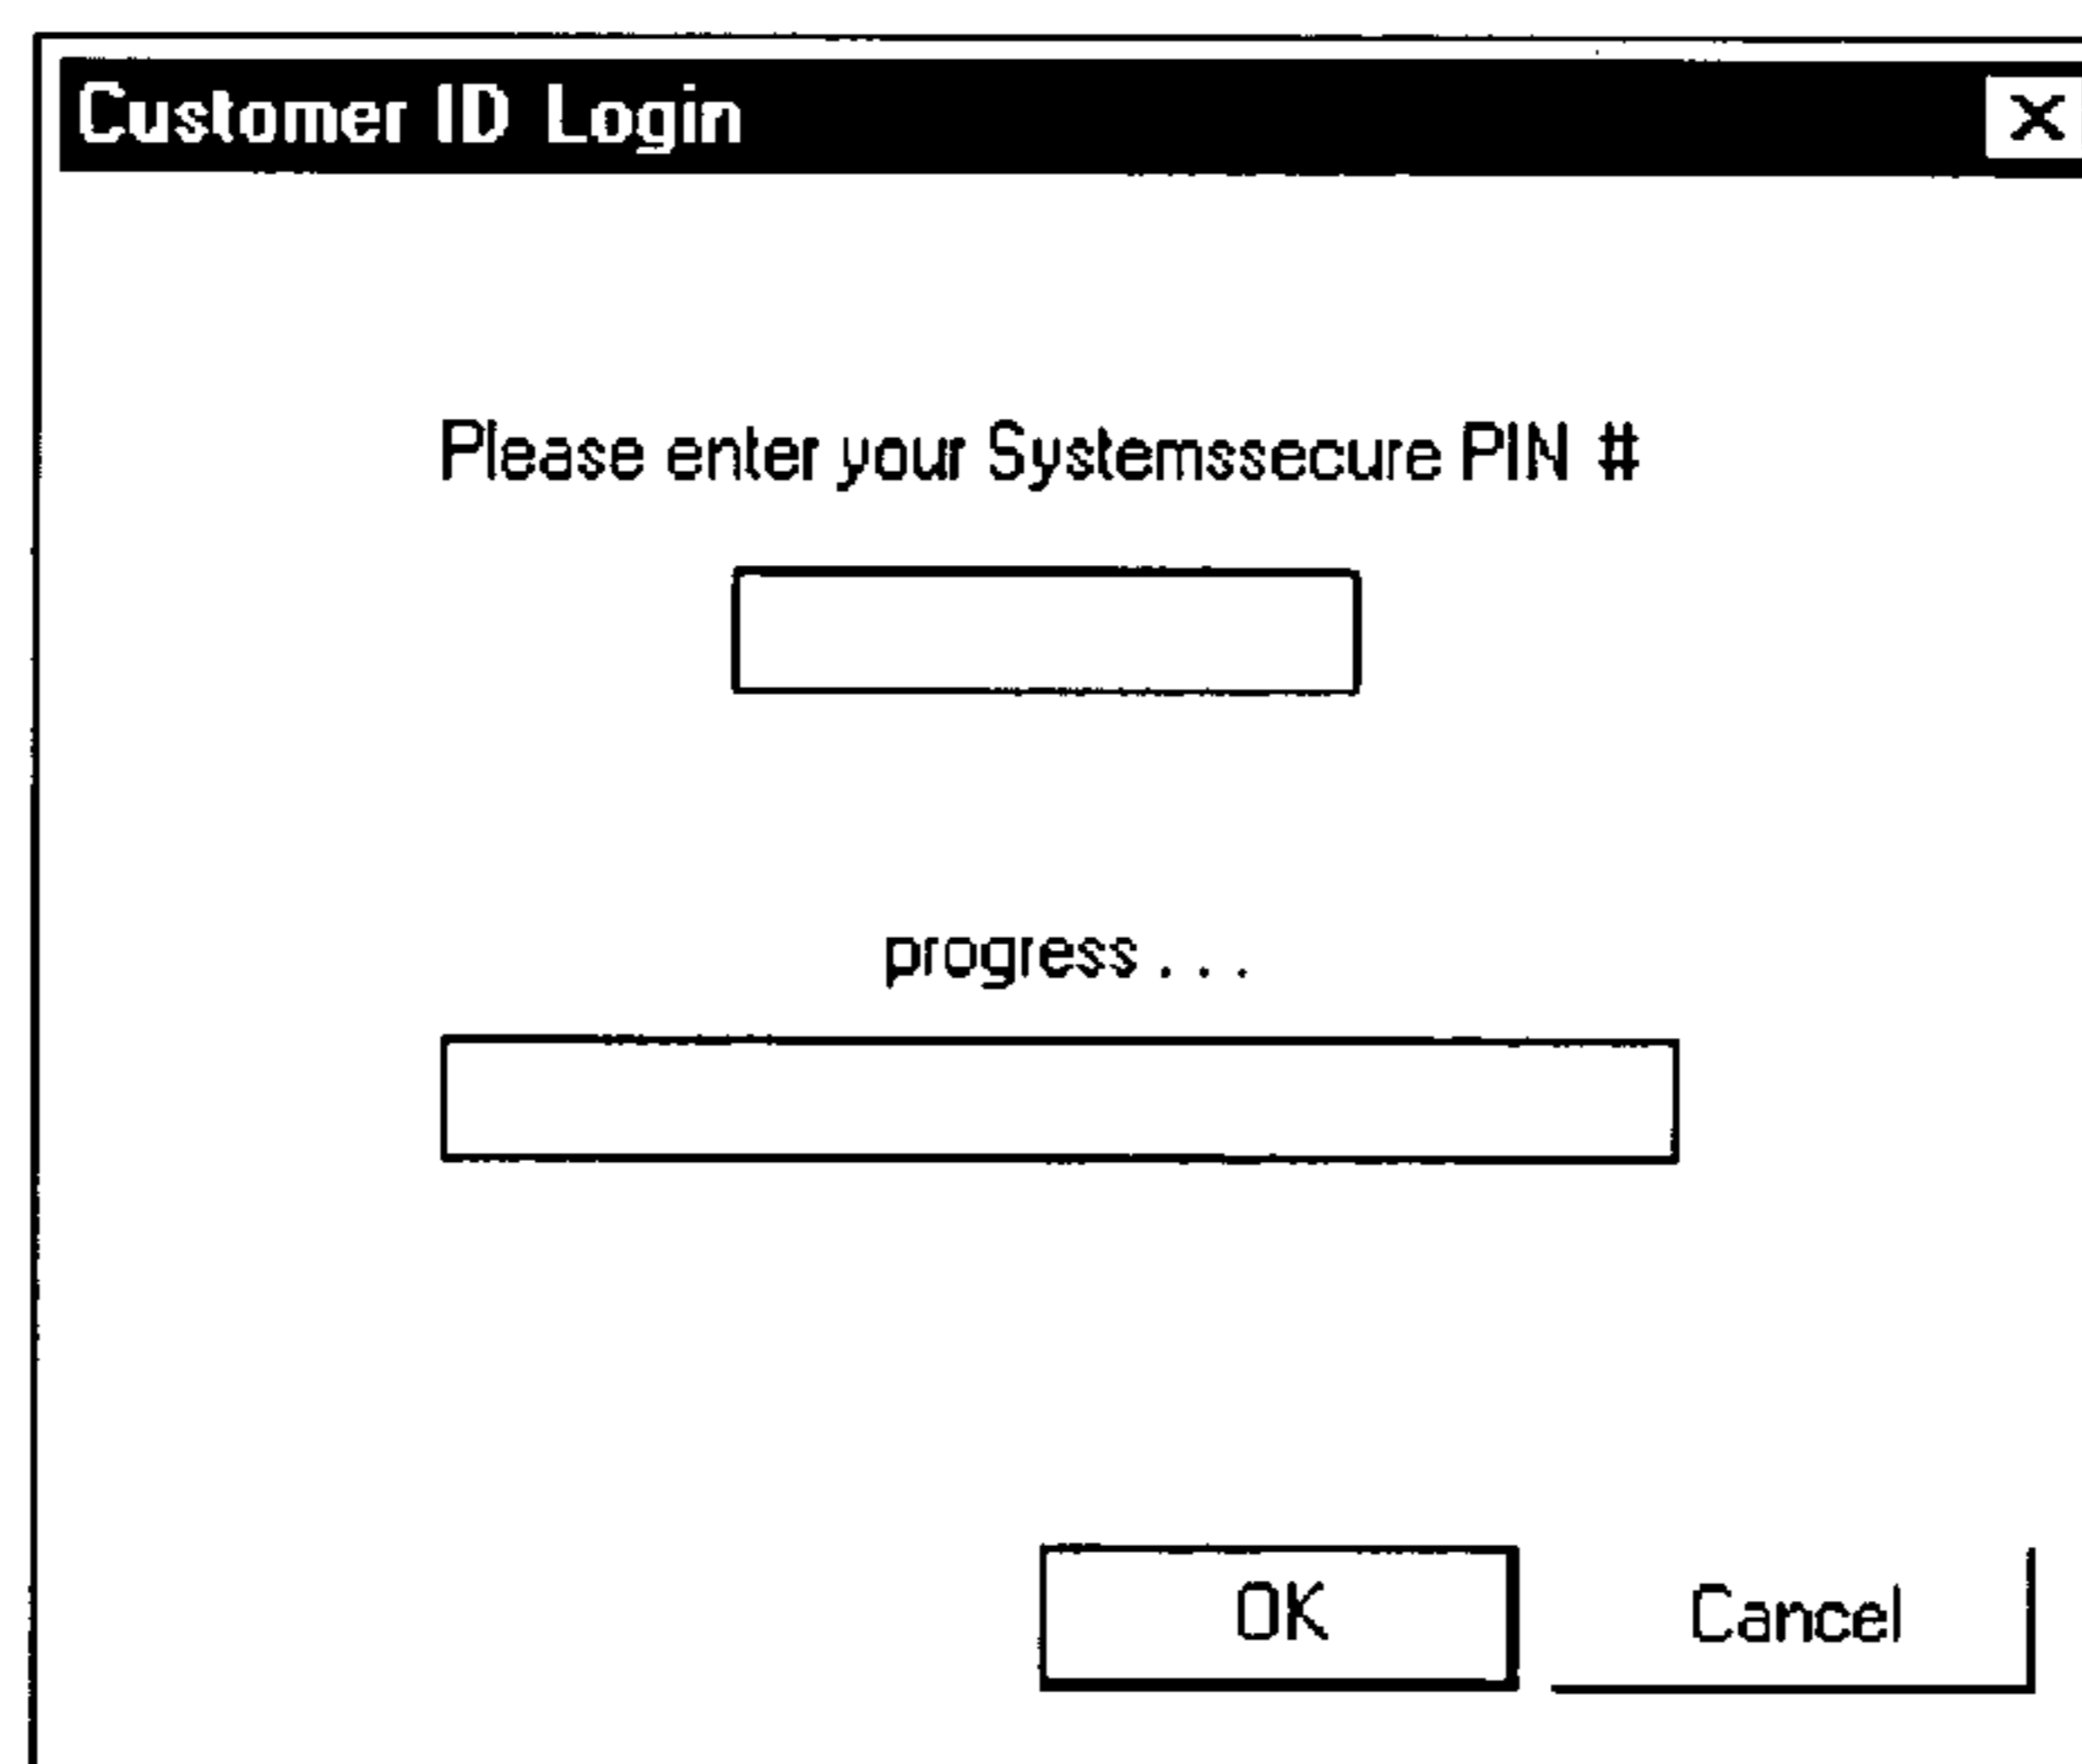 Customer ID Login
Please enter your Systemssecure PIN #
progress . . .
OK
Cancel